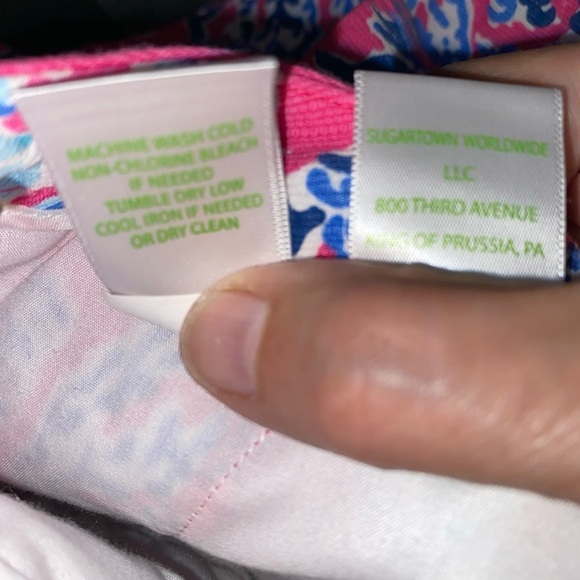 MACHINE WASH COLD
NON-CHLORINE BLEACH
IF NEEDED
TUMBLE DRY LOW
COOL IRON IF NEEDED
OR DRY CLEAN
SUGARTOWN WORLDWIDE
LLC
800 THIRD AVENUE
KING OF PRUSSIA, PA